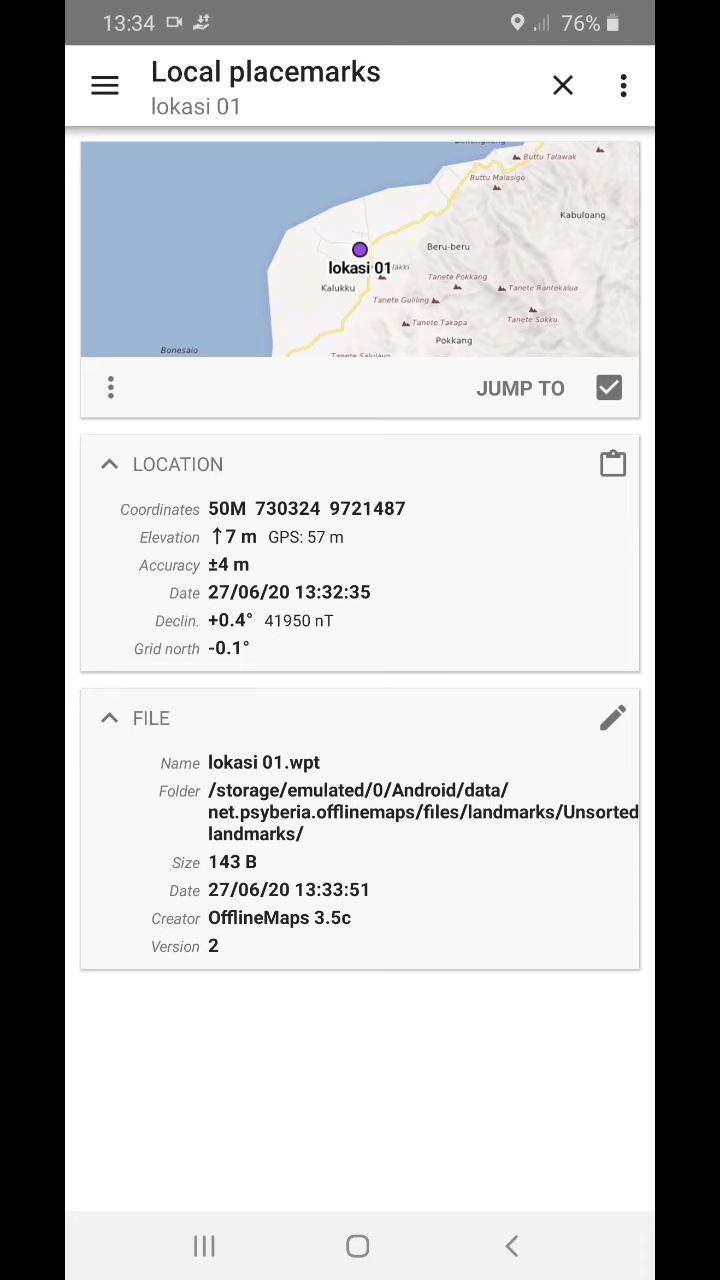 13:34 76%
Local placemarks
lokasi 01
Buttu Talawak
Buttu Malasigo
Kabuloang
Beru-beru
lokasi 01
Kalukku
Tanete Pokkang
Tanete Rantekalua
Tanete Guliling
Tanete Takapa
Tanete Sokko
Pokkang
Bonesaio
JUMP TO
LOCATION
Coordinates 50M 730324 9721487
Elevation ↑7 m GPS: 57 m
Accuracy ±4 m
Date 27/06/20 13:32:35
Declin. +0.4° 41950 nT
Grid north -0.1°
FILE
Name lokasi 01.wpt
Folder /storage/emulated/0/Android/data/
net.psyberia.offlinemaps/files/landmarks/Unsorted
landmarks/
Size 143 B
Date 27/06/20 13:33:51
Creator OfflineMaps 3.5c
Version 2